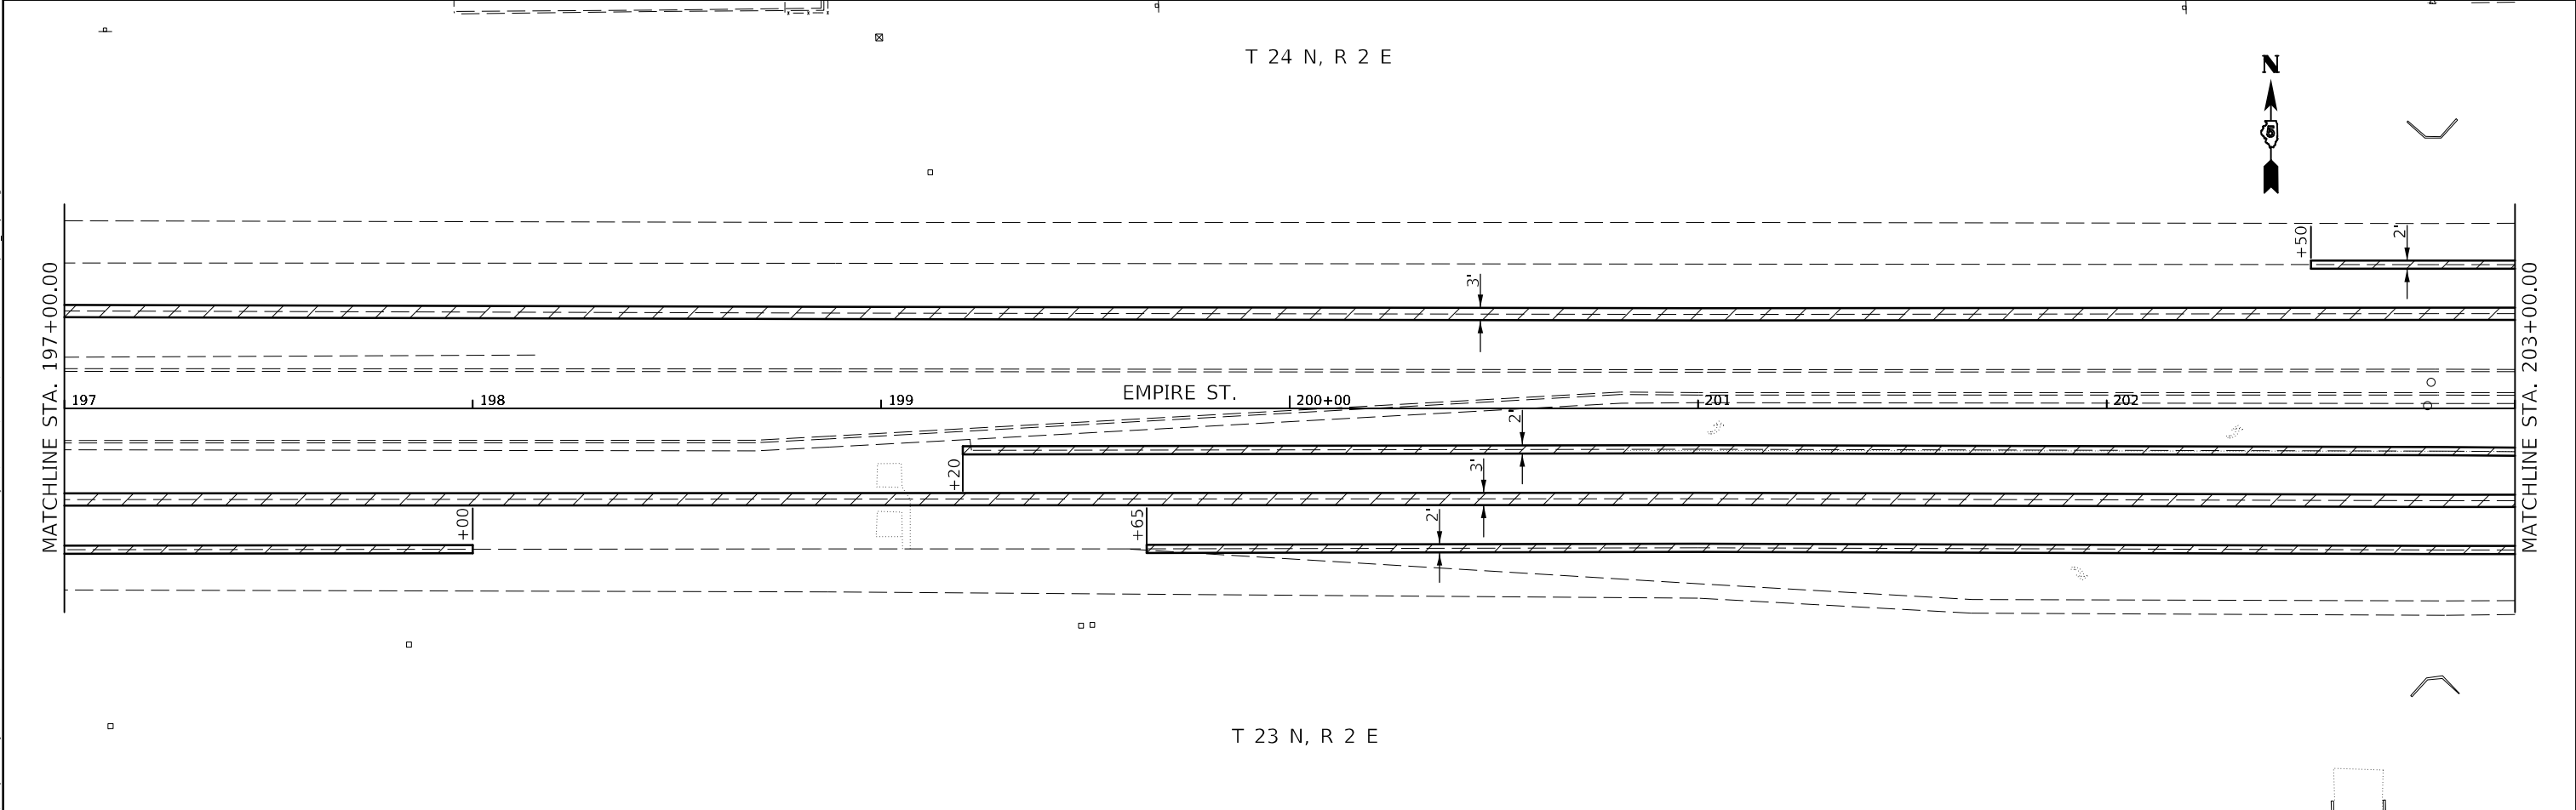 T 24 N, R 2 E
N
5
+50
2'
3'
MATCHLINE STA. 197+00.00
MATCHLINE STA. 203+00.00
EMPIRE ST.
197
198
199
200+00
201
202
2'
+20
3'
+00
+65
2'
T 23 N, R 2 E